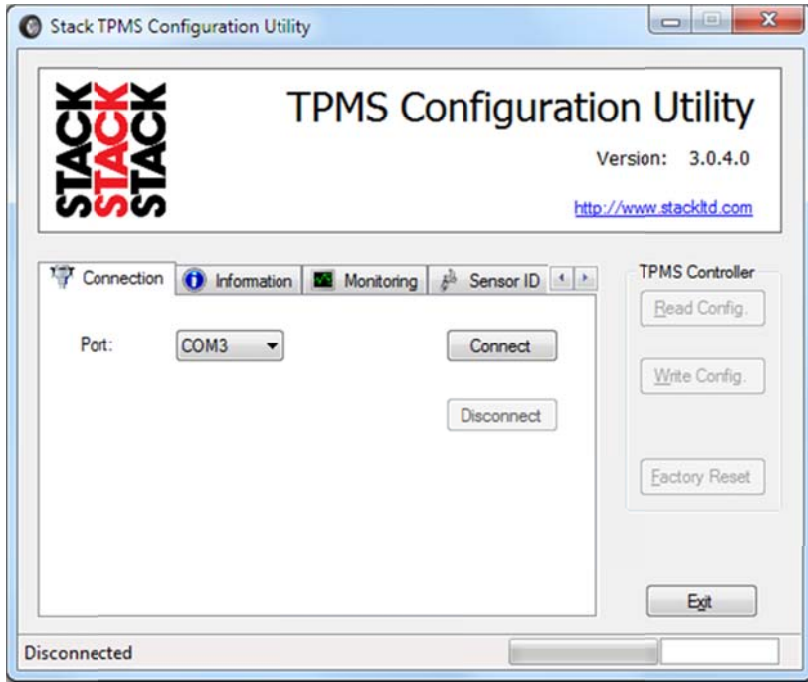 Stack TPMS Configuration Utility
STACK
STACK
STACK
TPMS Configuration Utility
Version: 3.0.4.0
http://www.stackltd.com
Connection Information Monitoring Sensor ID
TPMS Controller
Read Config.
Port: COM3 Connect
Write Config.
Disconnect
Factory Reset
Exit
Disconnected